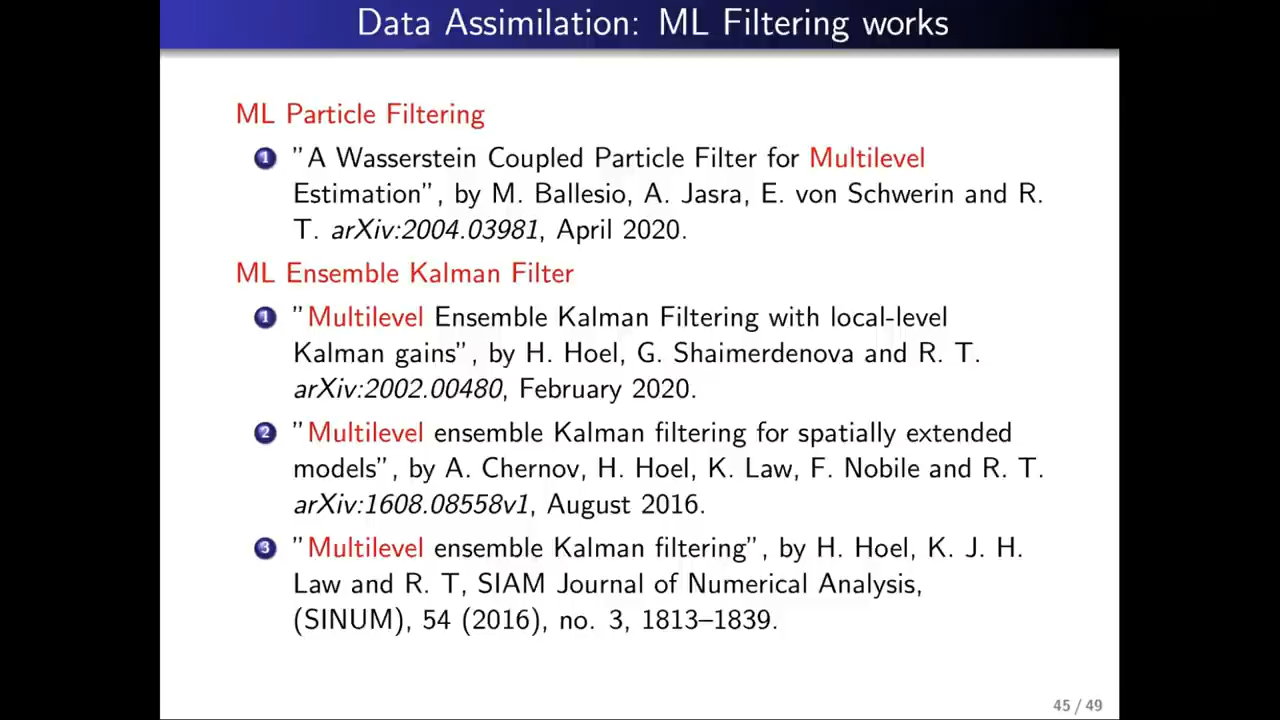 Data Assimilation: ML Filtering works
ML Particle Filtering
1 "A Wasserstein Coupled Particle Filter for Multilevel
Estimation", by M. Ballesio, A. Jasra, E. von Schwerin and R.
T. arXiv:2004.03981, April 2020.
ML Ensemble Kalman Filter
1 "Multilevel Ensemble Kalman Filtering with local-level
Kalman gains", by H. Hoel, G. Shaimerdenova and R. T.
arXiv:2002.00480, February 2020.
2 "Multilevel ensemble Kalman filtering for spatially extended
models", by A. Chernov, H. Hoel, K. Law, F. Nobile and R. T.
arXiv:1608.08558v1, August 2016.
3 "Multilevel ensemble Kalman filtering", by H. Hoel, K. J. H.
Law and R. T, SIAM Journal of Numerical Analysis,
(SINUM), 54 (2016), no. 3, 1813–1839.
45 / 49